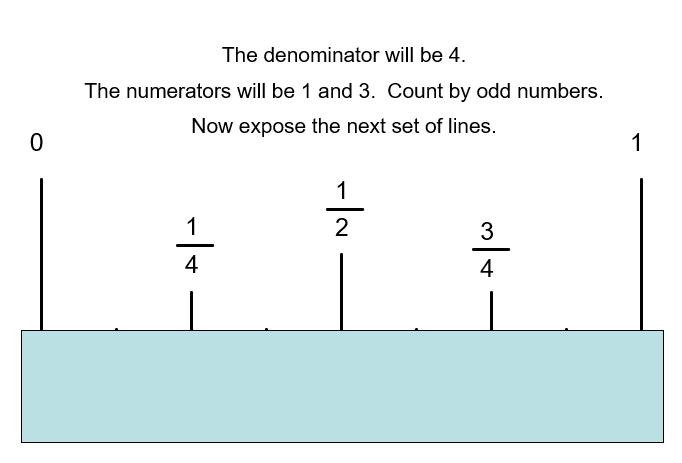 The denominator will be 4.
The numerators will be 1 and 3.  Count by odd numbers.
Now expose the next set of lines.
0
1
1
4
1
2
3
4